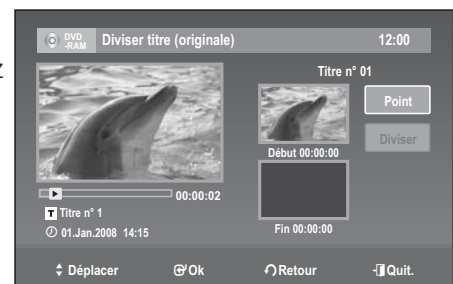 DVD-RAM Diviser titre (originale) 12:00
Titre n° 01
Point
Diviser
Début 00:00:00
00:00:02
T Titre n° 1
01.Jan.2008 14:15
Fin 00:00:00
Déplacer Ok Retour Quit.